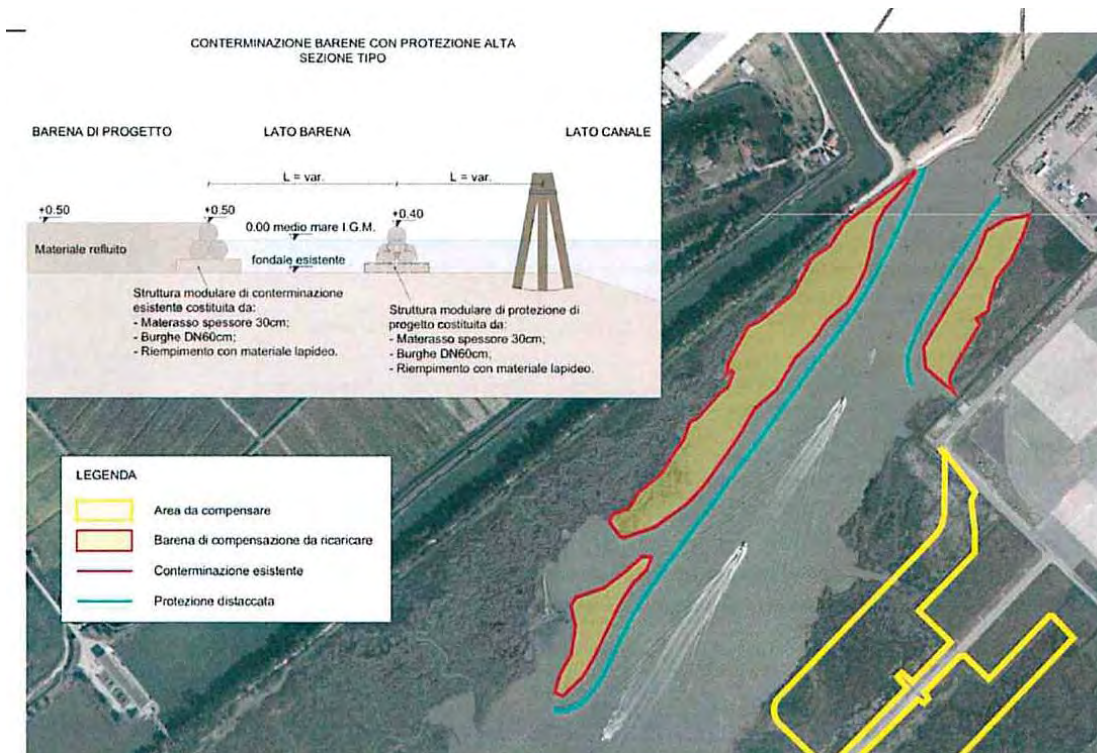 CONTERMINAZIONE BARENE CON PROTEZIONE ALTA
SEZIONE TIPO
BARENA DI PROGETTO
LATO BARENA
LATO CANALE
L = var.
L = var.
+0.50
+0.50
0.00 medio mare I.G.M.
+0.40
Materiale refluito
fondale esistente
Struttura modulare di conterminazione
esistente costituita da:
- Materasso spessore 30cm;
- Burghe DN60cm;
- Riempimento con materiale lapideo.
Struttura modulare di protezione di
progetto costituita da:
- Materasso spessore 30cm;
- Burghe DN60cm;
- Riempimento con materiale lapideo.
LEGENDA
Area da compensare
Barena di compensazione da ricaricare
Conterminazione esistente
Protezione distaccata